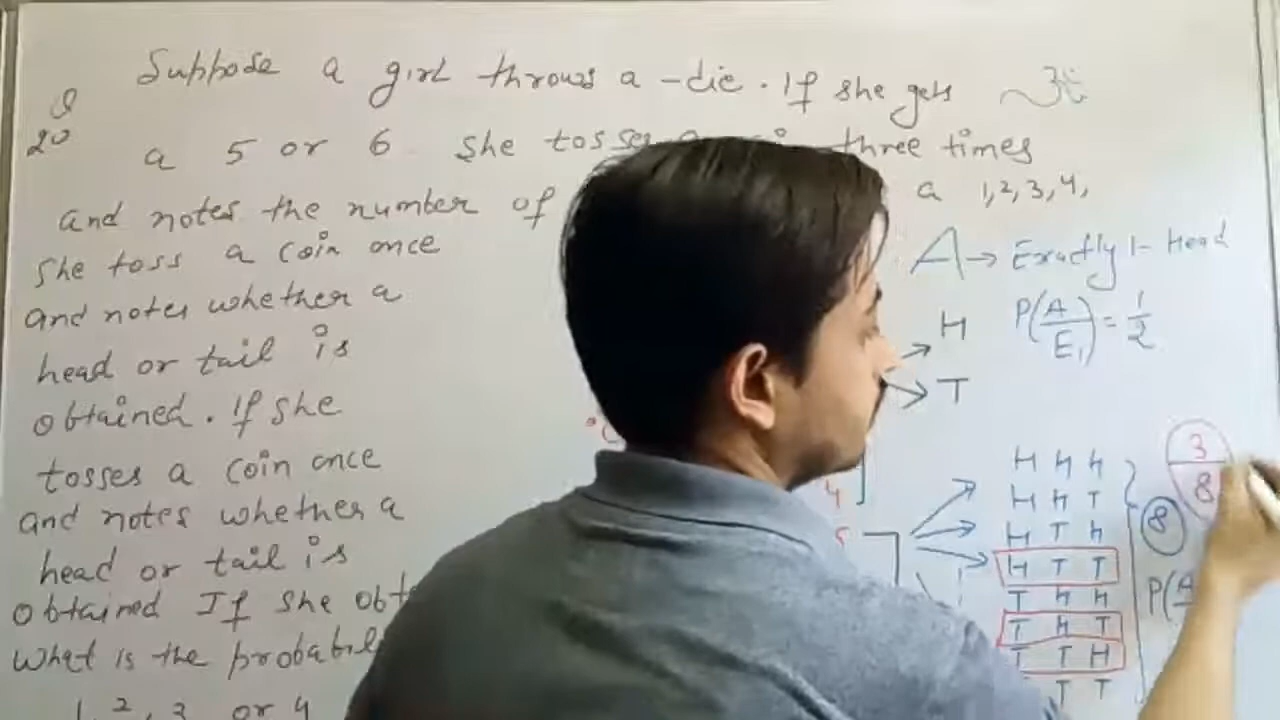 Suppose a girl throws a die. If she gets
Q
20
a 5 or 6 she tosses three times
and notes the number of a 1,2,3,4,
She toss a coin once
and notes whether a
head or tail is
obtained. If she
tosses a coin once
and notes whether a
head or tail is
obtained If she
What is the
1, 2, 3 or 4
A → Exactly 1-Head
P(A/E1) = 1/2
H
T
4
5
H H H
H H T
H T H
H T T
T H H
T H T
T T H
T T
8
3/8
P(A